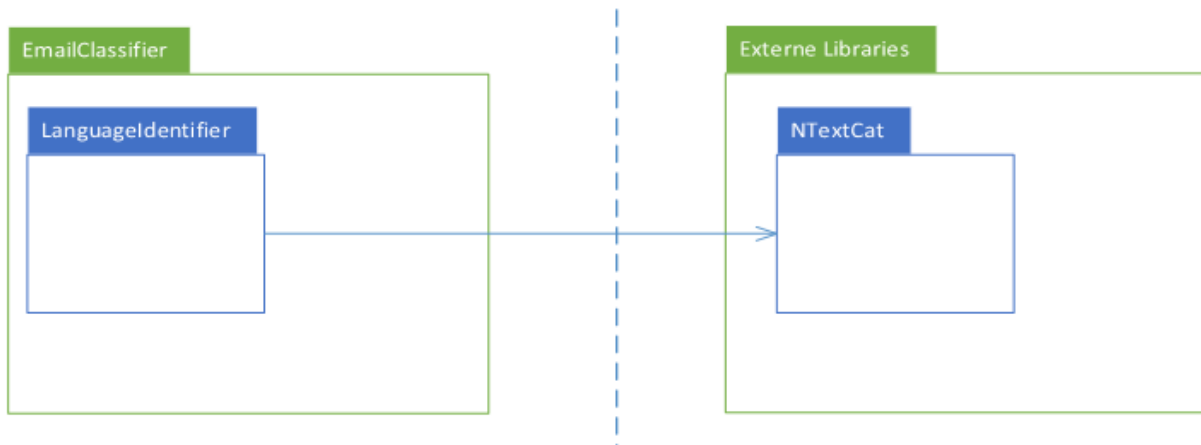 EmailClassifier
Externe Libraries
LanguageIdentifier
NTextCat